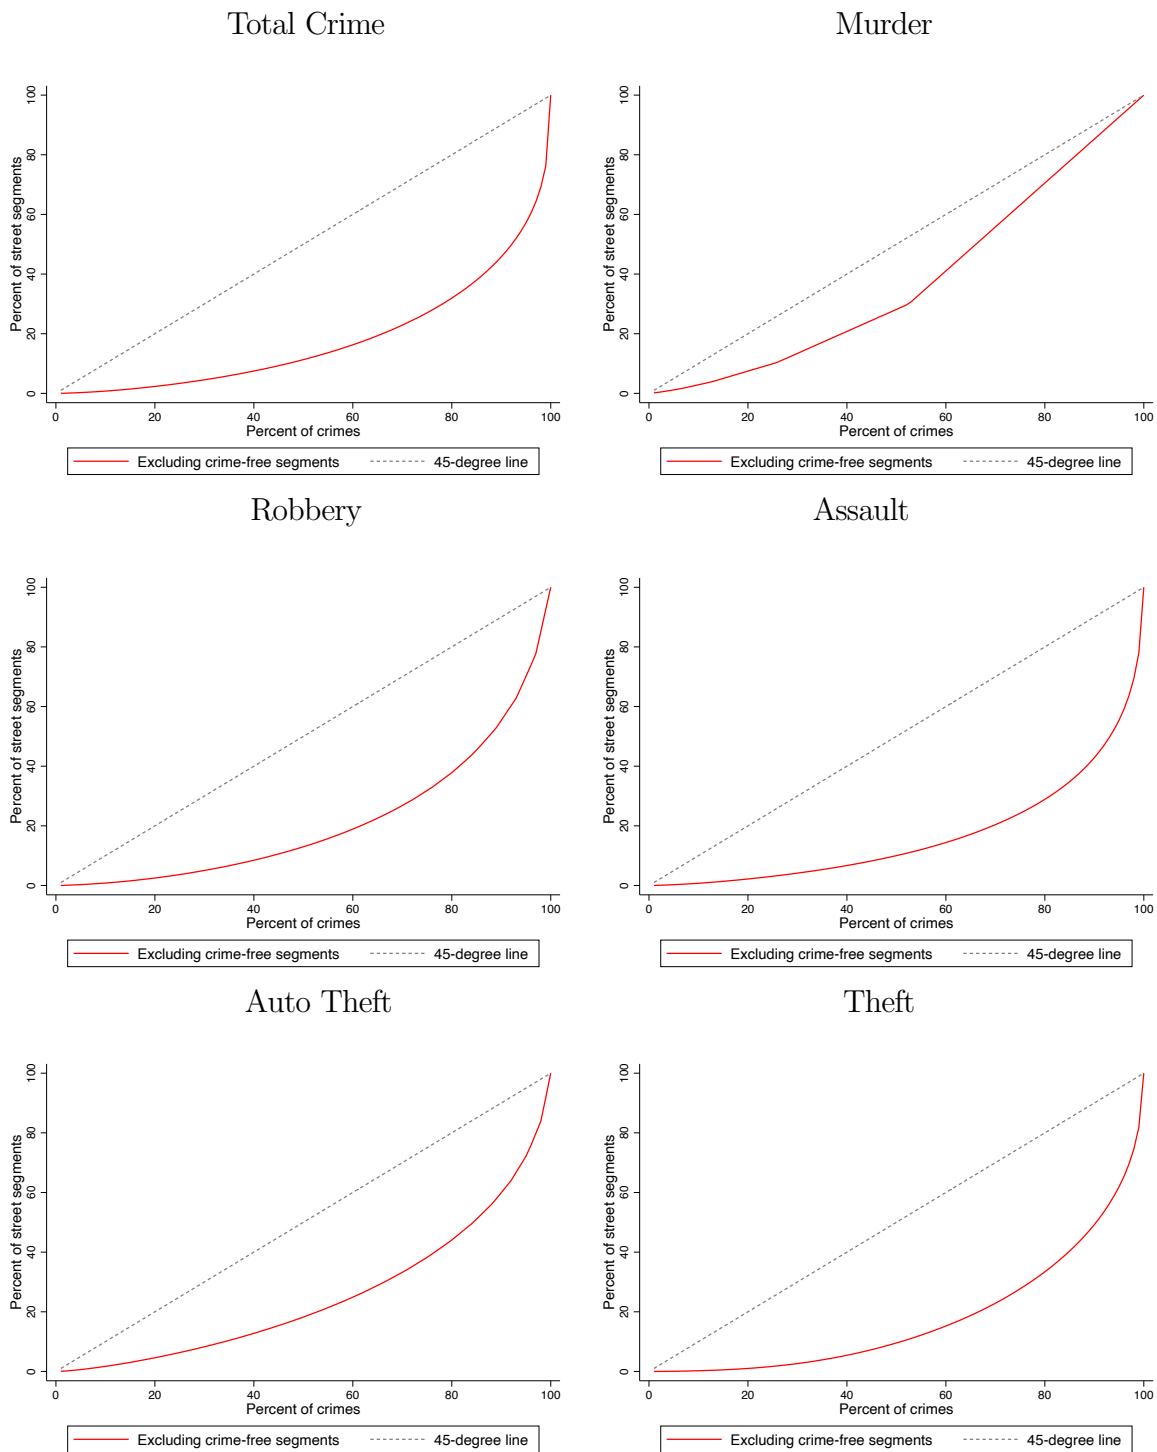 Total Crime
Percent of street segments
100
80
60
40
20
0
0 20 40 60 80 100
Percent of crimes
Excluding crime-free segments 45-degree line
Murder
Percent of street segments
100
80
60
40
20
0
0 20 40 60 80 100
Percent of crimes
Excluding crime-free segments 45-degree line
Robbery
Percent of street segments
100
80
60
40
20
0
0 20 40 60 80 100
Percent of crimes
Excluding crime-free segments 45-degree line
Assault
Percent of street segments
100
80
60
40
20
0
0 20 40 60 80 100
Percent of crimes
Excluding crime-free segments 45-degree line
Auto Theft
Percent of street segments
100
80
60
40
20
0
0 20 40 60 80 100
Percent of crimes
Excluding crime-free segments 45-degree line
Theft
Percent of street segments
100
80
60
40
20
0
0 20 40 60 80 100
Percent of crimes
Excluding crime-free segments 45-degree line